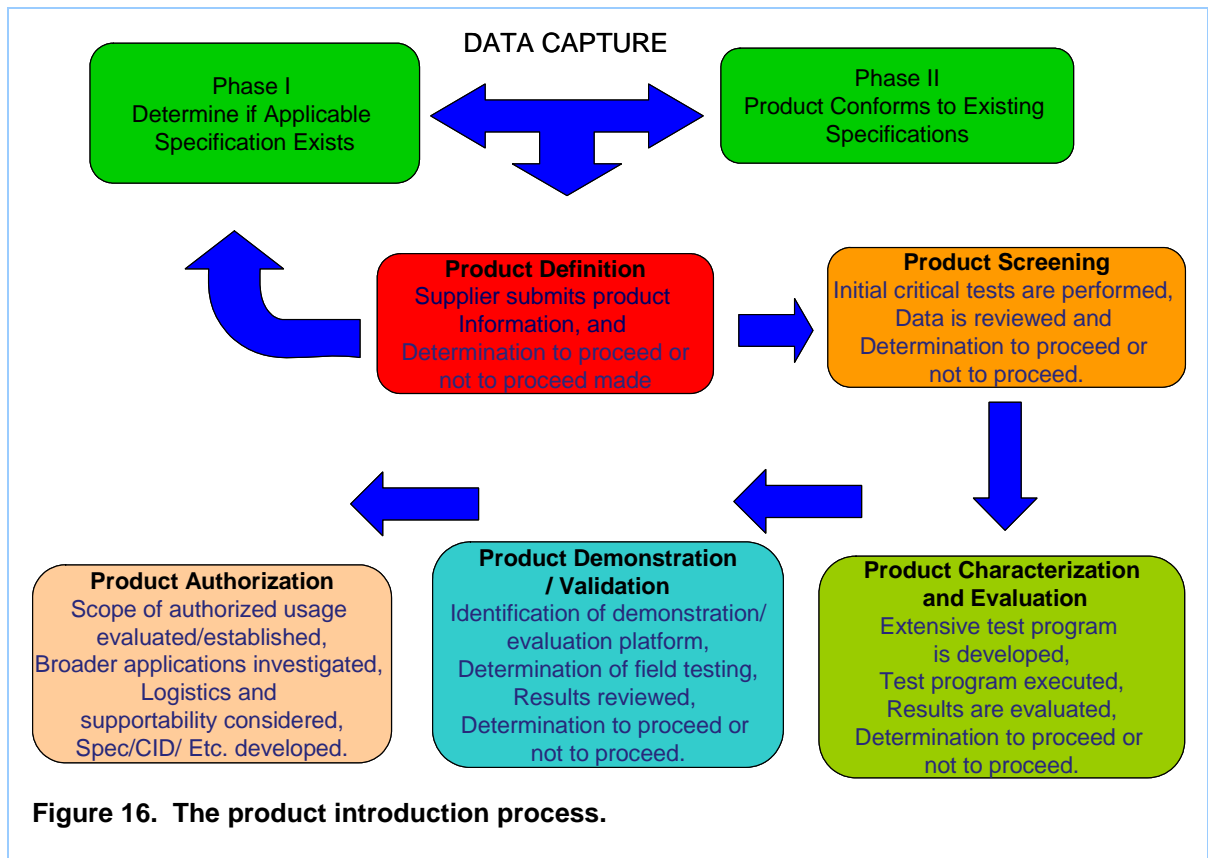 DATA CAPTURE
Phase I
Determine if Applicable
Specification Exists
Phase II
Product Conforms to Existing
Specifications
Product Definition
Supplier submits product
Information, and
Determination to proceed or
not to proceed made
Product Screening
Initial critical tests are performed,
Data is reviewed and
Determination to proceed or
not to proceed.
Product Characterization
and Evaluation
Extensive test program
is developed,
Test program executed,
Results are evaluated,
Determination to proceed or
not to proceed.
Product Demonstration
/ Validation
Identification of demonstration/
evaluation platform,
Determination of field testing,
Results reviewed,
Determination to proceed or
not to proceed.
Product Authorization
Scope of authorized usage
evaluated/established,
Broader applications investigated,
Logistics and
supportability considered,
Spec/CID/ Etc. developed.
Figure 16. The product introduction process.